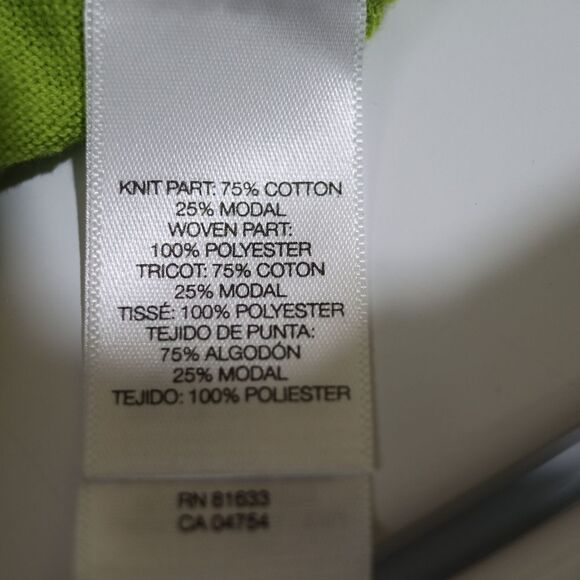 KNIT PART: 75% COTTON
25% MODAL
WOVEN PART:
100% POLYESTER
TRICOT: 75% COTON
25% MODAL
TISSÉ: 100% POLYESTER
TEJIDO DE PUNTA:
75% ALGODÓN
25% MODAL
TEJIDO: 100% POLIESTER
RN 81633
CA 04754